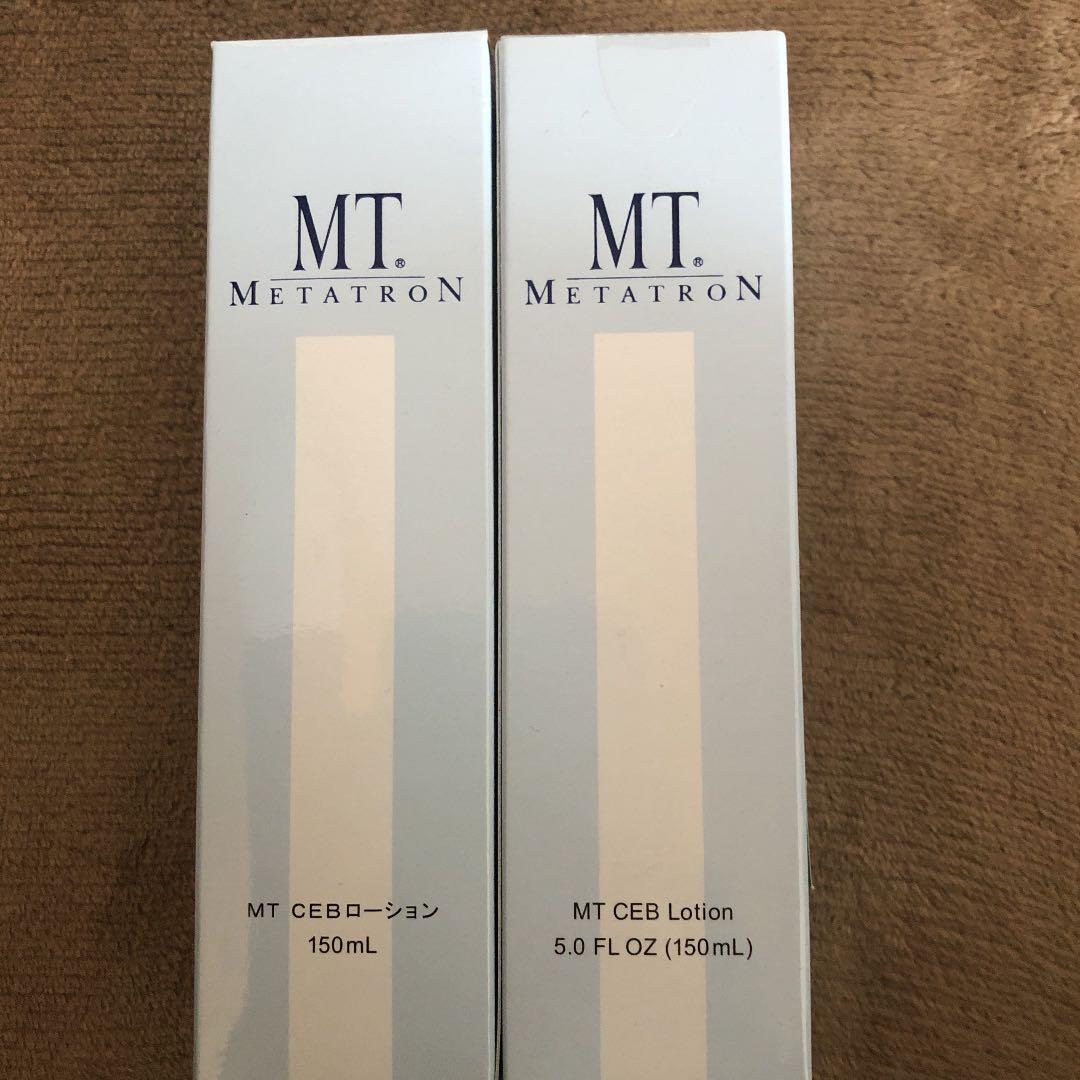 MT®
METATRON
MT CEBローション
150mL
MT®
METATRON
MT CEB Lotion
5.0 FL OZ (150mL)